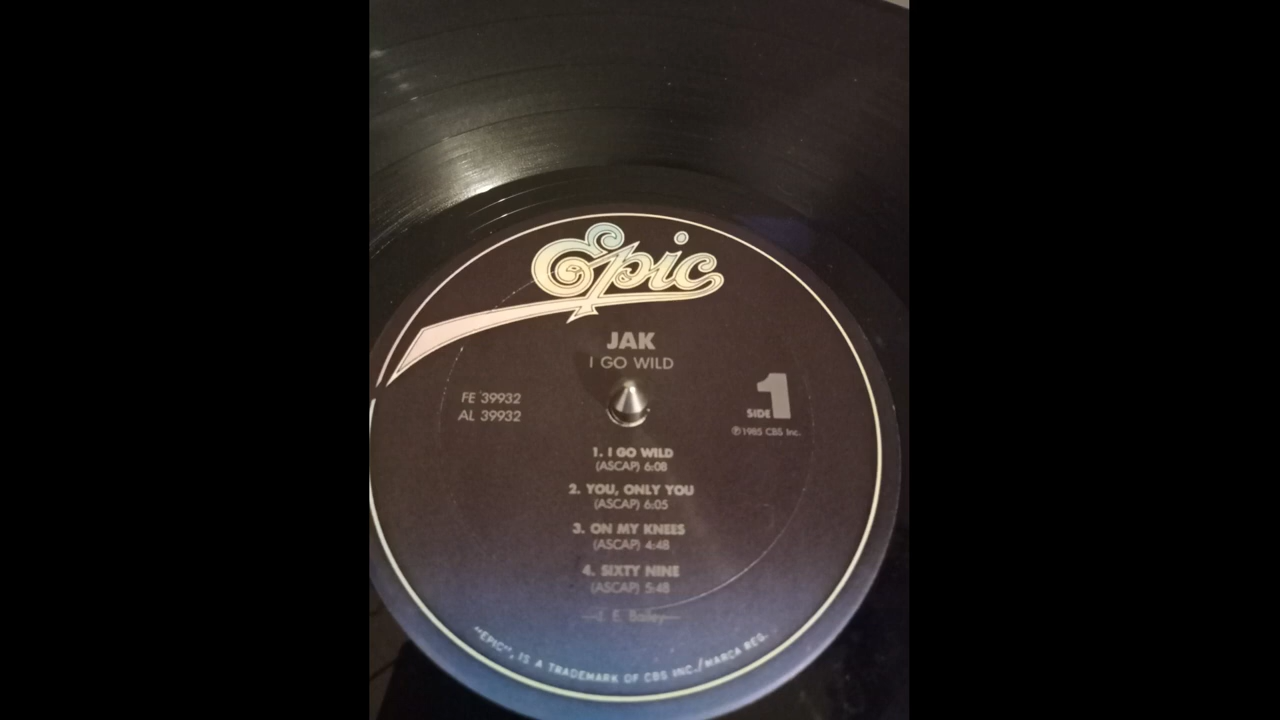 Epic
JAK
I GO WILD
FE 39932
AL 39932
SIDE 1
℗1985 CBS Inc.
1. I GO WILD
(ASCAP) 6:08
2. YOU, ONLY YOU
(ASCAP) 6:05
3. ON MY KNEES
(ASCAP) 4:48
4. SIXTY NINE
(ASCAP) 5:48
E. Bailey—
"EPIC", IS A TRADEMARK OF CBS INC./MARCA REG.